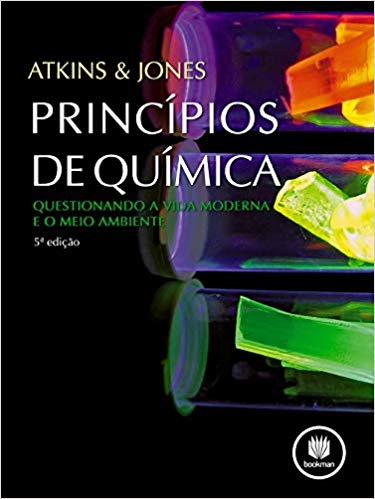 ATKINS & JONES
PRINCÍPIOS
DE QUÍMICA
QUESTIONANDO A VIDA MODERNA
E O MEIO AMBIENTE
5ª edição
bookman